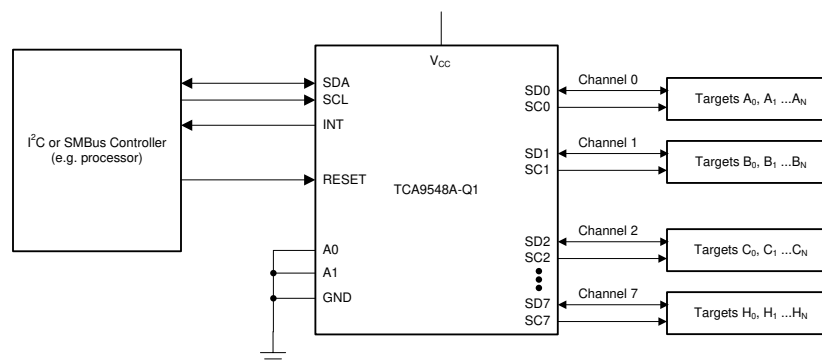 I²C or SMBus Controller
(e.g. processor)
V_CC
SDA
SCL
INT
RESET
A0
A1
GND
TCA9548A-Q1
SD0
SC0
SD1
SC1
SD2
SC2
SD7
SC7
Channel 0
Channel 1
Channel 2
Channel 7
Targets A₀, A₁ ...A_N
Targets B₀, B₁ ...B_N
Targets C₀, C₁ ...C_N
Targets H₀, H₁ ...H_N